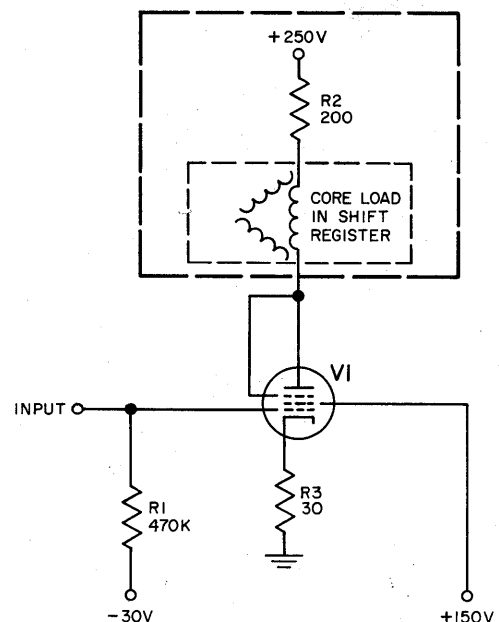 +250V
R2
200
CORE LOAD
IN SHIFT
REGISTER
V1
INPUT
R1
470K
R3
30
-30V
+150V